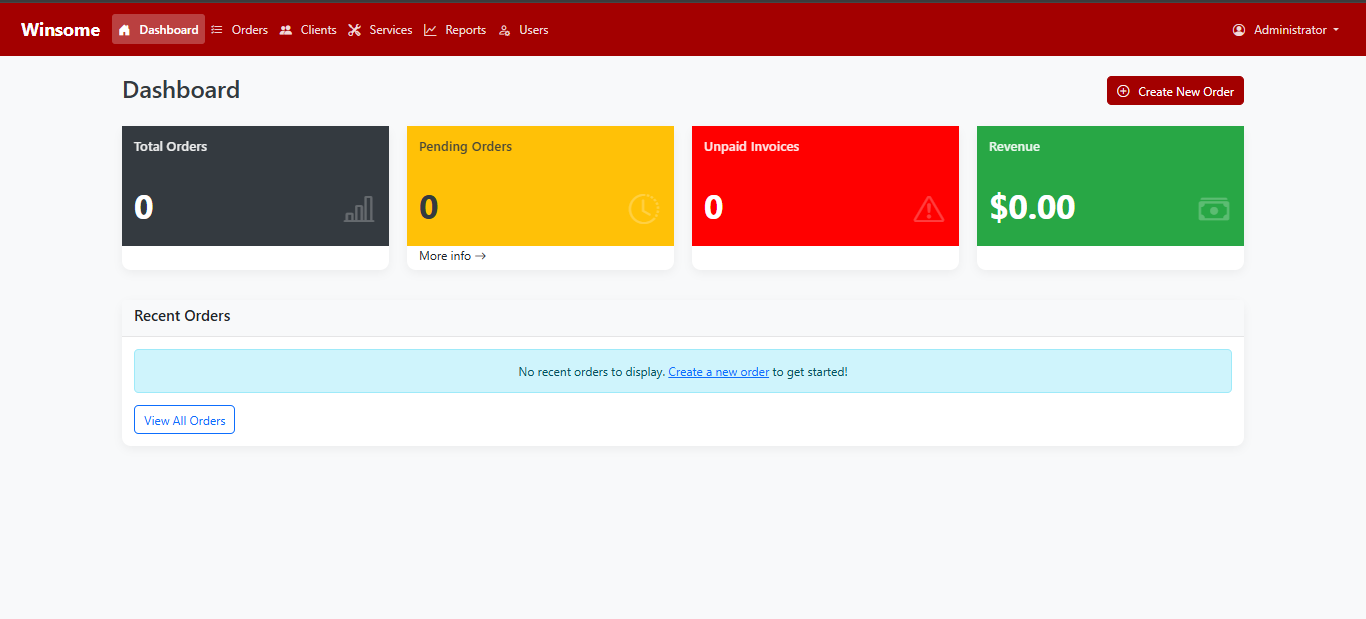 Winsome Dashboard Orders Clients Services Reports Users Administrator
Dashboard
Create New Order
Total Orders
0
Pending Orders
0
More info →
Unpaid Invoices
0
Revenue
$0.00
Recent Orders
No recent orders to display. Create a new order to get started!
View All Orders